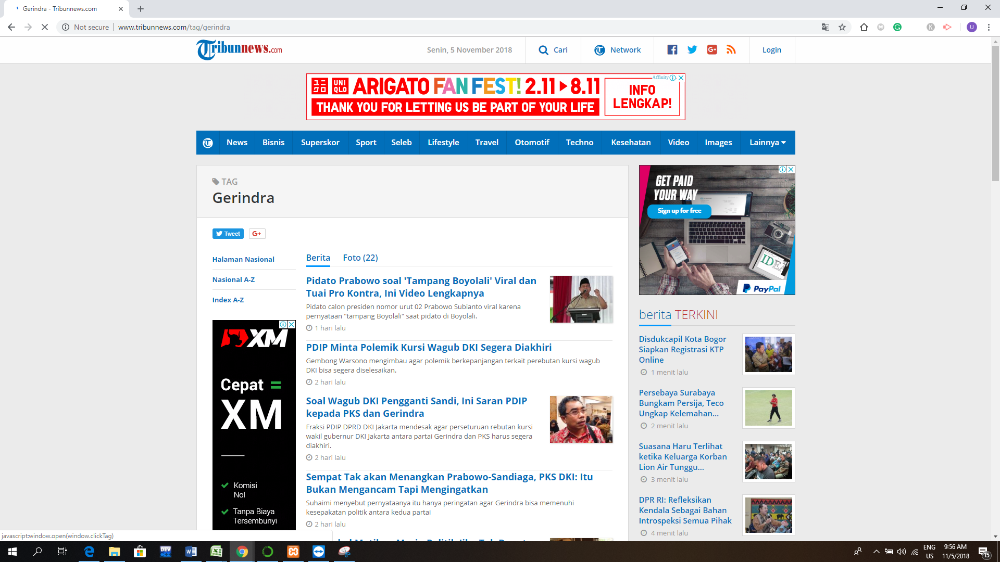 Gerindra - Tribunnews.com
Not secure
www.tribunnews.com/tag/gerindra
U
Tribunnews.com
Senin, 5 November 2018
Cari
Network
Login
UNI QLO
ARIGATO FAN FEST! 2.11 ▶ 8.11
THANK YOU FOR LETTING US BE PART OF YOUR LIFE
INFO
LENGKAP!
Affinity
News Bisnis Superskor Sport Seleb Lifestyle Travel Otomotif Techno Kesehatan Video Images Lainnya
TAG
Gerindra
Tweet
G+
Halaman Nasional
Nasional A-Z
Index A-Z
XM
Cepat =
XM
Komisi
Nol
Tanpa Biaya
Tersembunyi
Berita Foto (22)
Pidato Prabowo soal 'Tampang Boyolali' Viral dan
Tuai Pro Kontra, Ini Video Lengkapnya
Pidato calon presiden nomor urut 02 Prabowo Subianto viral karena
pernyataan "tampang Boyolali" saat pidato di Boyolali.
1 hari lalu
PDIP Minta Polemik Kursi Wagub DKI Segera Diakhiri
Gembong Warsono mengimbau agar polemik berkepanjangan terkait perebutan kursi wagub
DKI bisa segera diselesaikan.
2 hari lalu
Soal Wagub DKI Pengganti Sandi, Ini Saran PDIP
kepada PKS dan Gerindra
Fraksi PDIP DPRD DKI Jakarta mendesak agar perseturuan rebutan kursi
wakil gubernur DKI Jakarta antara partai Gerindra dan PKS harus segera
diakhiri.
2 hari lalu
Sempat Tak akan Menangkan Prabowo-Sandiaga, PKS DKI: Itu
Bukan Mengancam Tapi Mengingatkan
Suhaimi menyebut pernyataanya itu hanya peringatan agar Gerindra bisa memenuhi
kesepakatan politik antara kedua partai
2 hari lalu
GET PAID
YOUR WAY
Sign up for free
IDEA
PayPal
berita TERKINI
Disdukcapil Kota Bogor
Siapkan Registrasi KTP
Online
1 menit lalu
Persebaya Surabaya
Bungkam Persija, Teco
Ungkap Kelemahan...
2 menit lalu
Suasana Haru Terlihat
ketika Keluarga Korban
Lion Air Tunggu...
3 menit lalu
DPR RI: Refleksikan
Kendala Sebagai Bahan
Introspeksi Semua Pihak
4 menit lalu
javascript:window.open(window.clickTag)
DEV
ENG
US
9:56 AM
11/5/2018
15